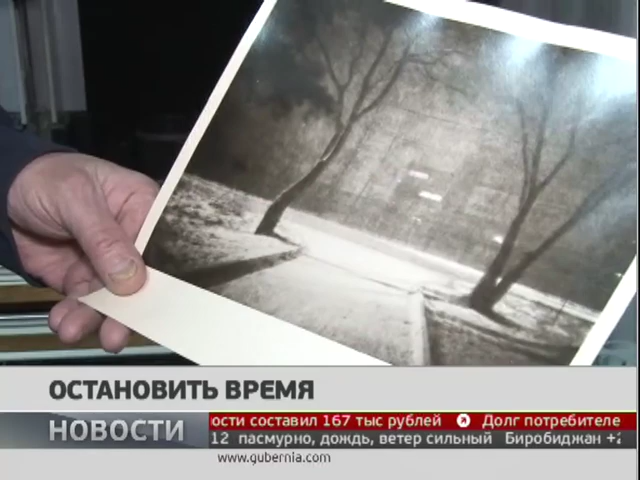 ОСТАНОВИТЬ ВРЕМЯ
НОВОСТИ
ости составил 167 тыс рублей Долг потребителе
12 пасмурно, дождь, ветер сильный Биробиджан +2
www.gubernia.com